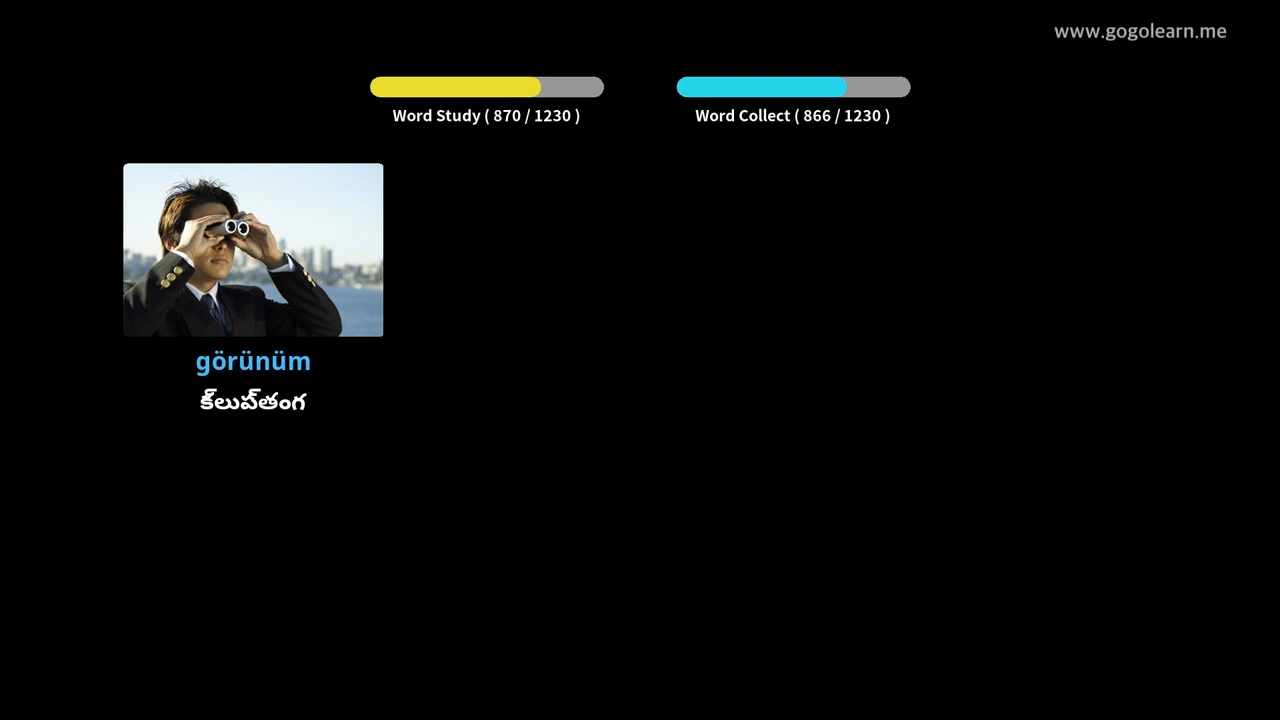 www.gogolearn.me
Word Study ( 870 / 1230 )
Word Collect ( 866 / 1230 )
görünüm
క్లుప్తంగ